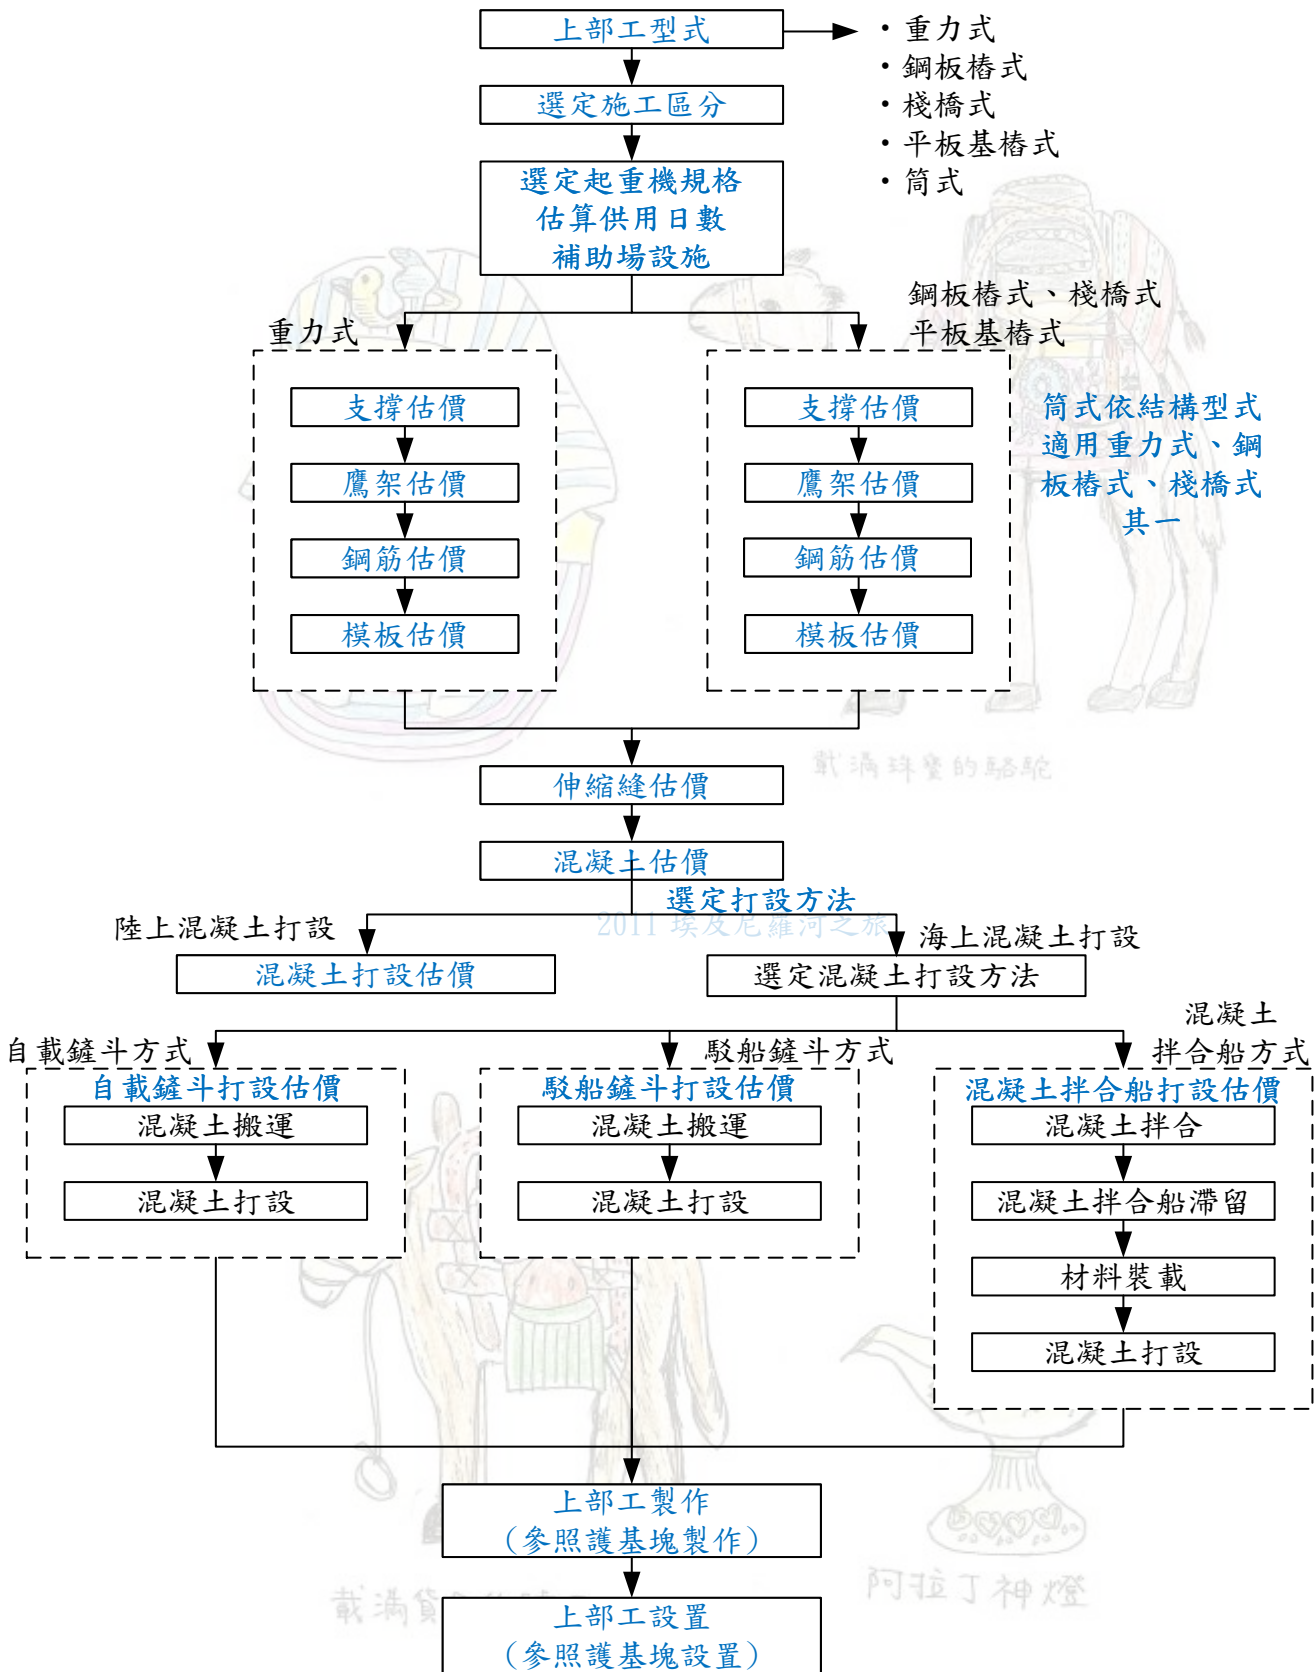 上部工型式
・重力式
・鋼板樁式
・棧橋式
・平板基樁式
・筒式
選定施工區分
選定起重機規格
估算供用日數
補助場設施
重力式
鋼板樁式、棧橋式
平板基樁式
支撐估價
鷹架估價
鋼筋估價
模板估價
支撐估價
鷹架估價
鋼筋估價
模板估價
筒式依結構型式
適用重力式、鋼
板樁式、棧橋式
其一
載滿珠寶的駱駝
伸縮縫估價
混凝土估價
選定打設方法
2011 埃及尼羅河之旅
陸上混凝土打設
混凝土打設估價
海上混凝土打設
選定混凝土打設方法
自載鏟斗方式
自載鏟斗打設估價
混凝土搬運
混凝土打設
駁船鏟斗方式
駁船鏟斗打設估價
混凝土搬運
混凝土打設
混凝土
拌合船方式
混凝土拌合船打設估價
混凝土拌合
混凝土拌合船滯留
材料裝載
混凝土打設
上部工製作
（參照護基塊製作）
載滿貨
阿拉丁神燈
上部工設置
（參照護基塊設置）